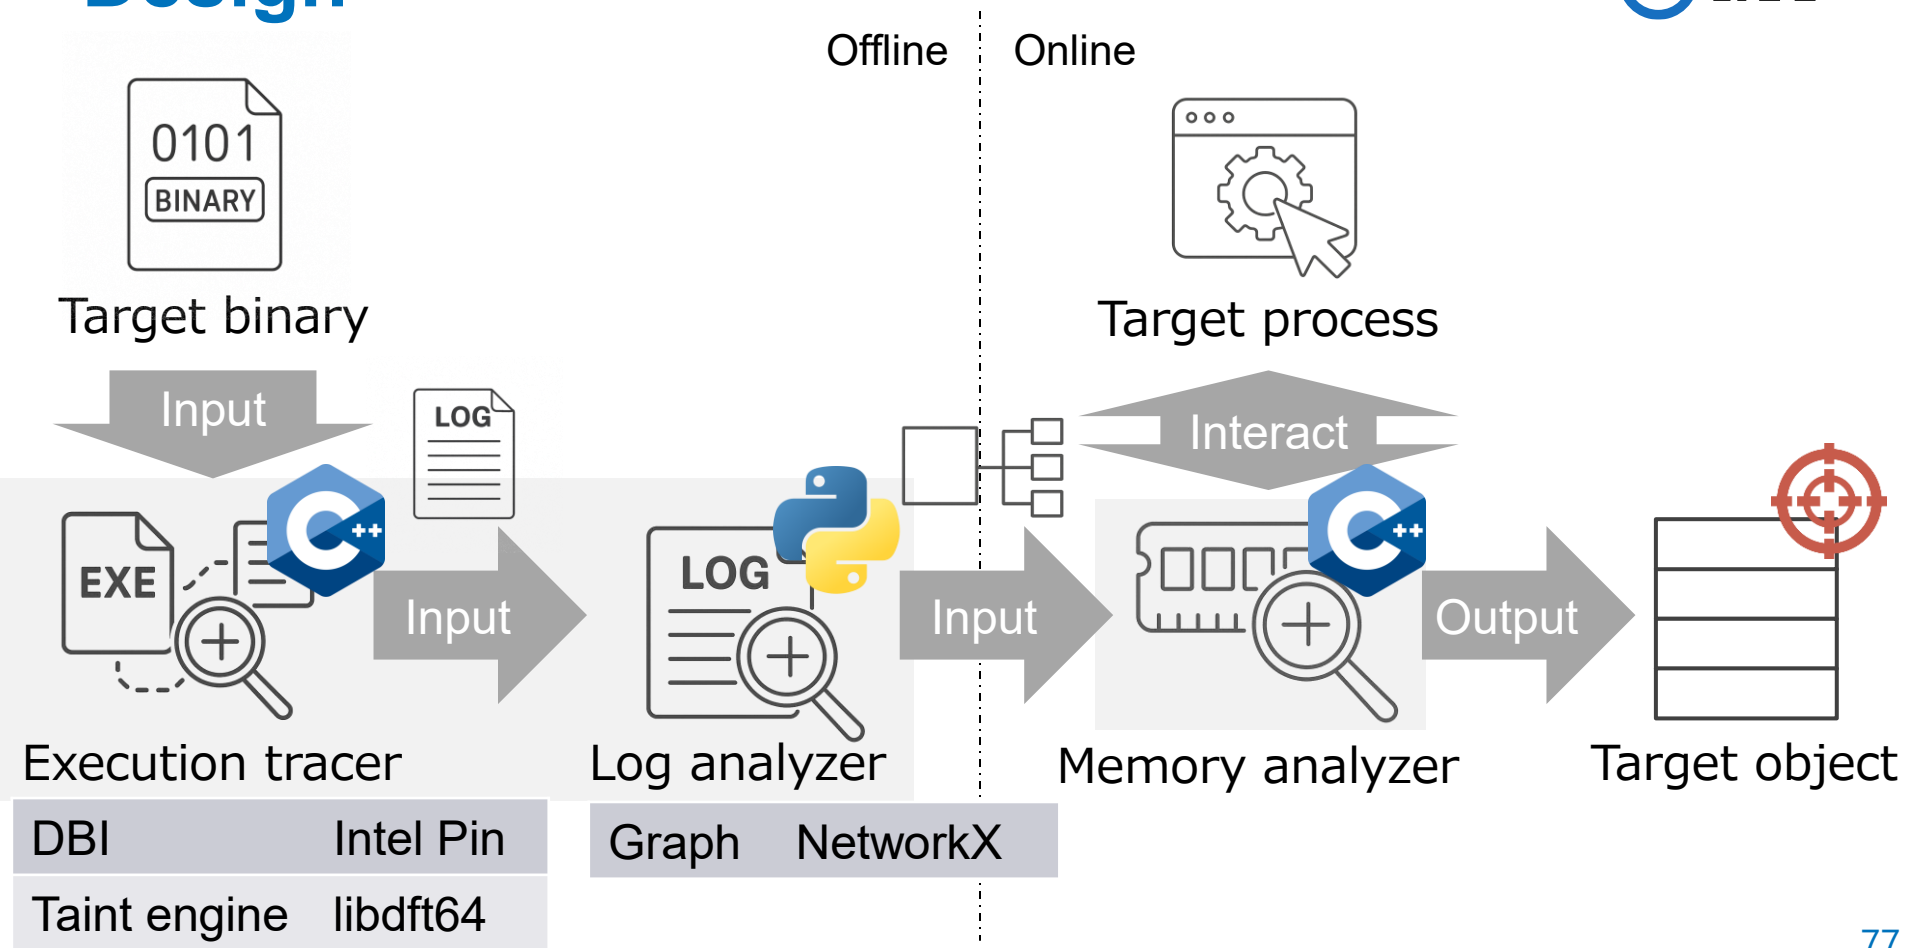 Design
Offline
Online
0101
BINARY
Target binary
Target process
Input
LOG
Interact
C++
EXE
Input
LOG
Input
C++
Output
Execution tracer
Log analyzer
Memory analyzer
Target object
DBI Intel Pin
Graph NetworkX
Taint engine libdft64
77